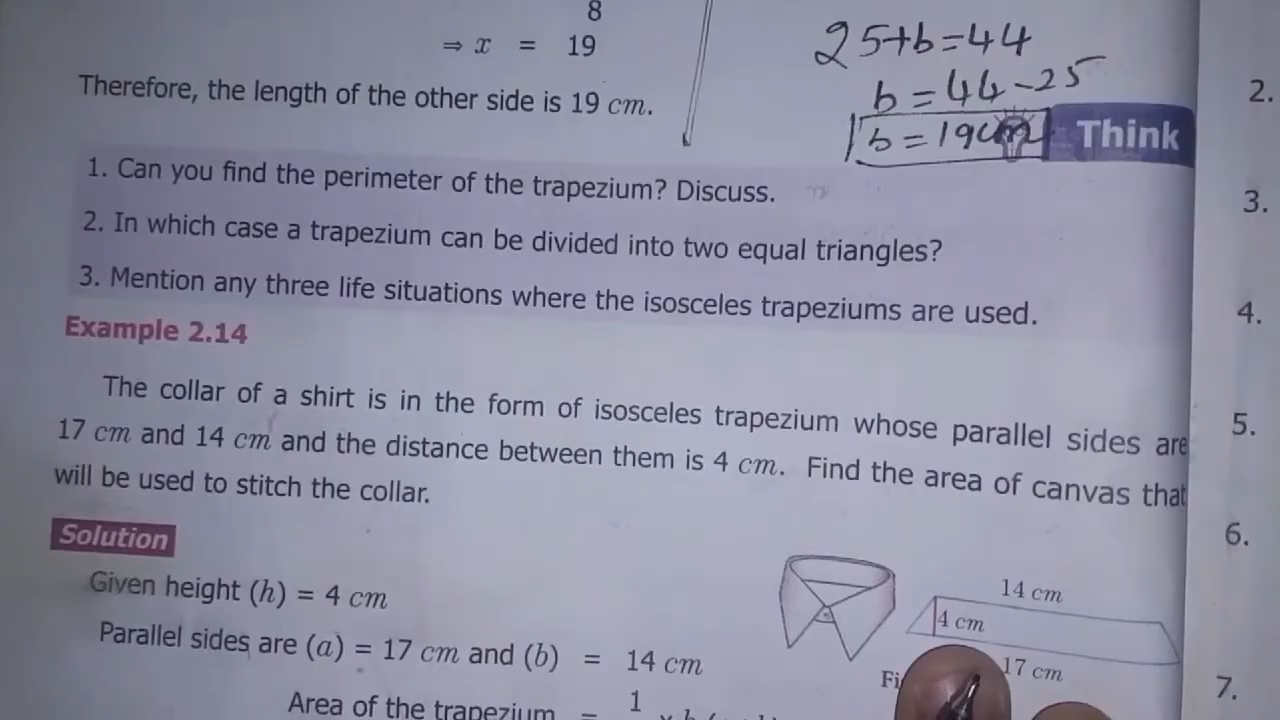 8
⇒ x = 19
Therefore, the length of the other side is 19 cm.
25+b=44
b=44-25
b=19cm
Think
1. Can you find the perimeter of the trapezium? Discuss.
2. In which case a trapezium can be divided into two equal triangles?
3. Mention any three life situations where the isosceles trapeziums are used.
Example 2.14
The collar of a shirt is in the form of isosceles trapezium whose parallel sides are
17 cm and 14 cm and the distance between them is 4 cm. Find the area of canvas that
will be used to stitch the collar.
Solution
Given height (h) = 4 cm
Parallel sides are (a) = 17 cm and (b) = 14 cm
Area of the trapezium = 1
14 cm
4 cm
17 cm
2.
3.
4.
5.
6.
7.